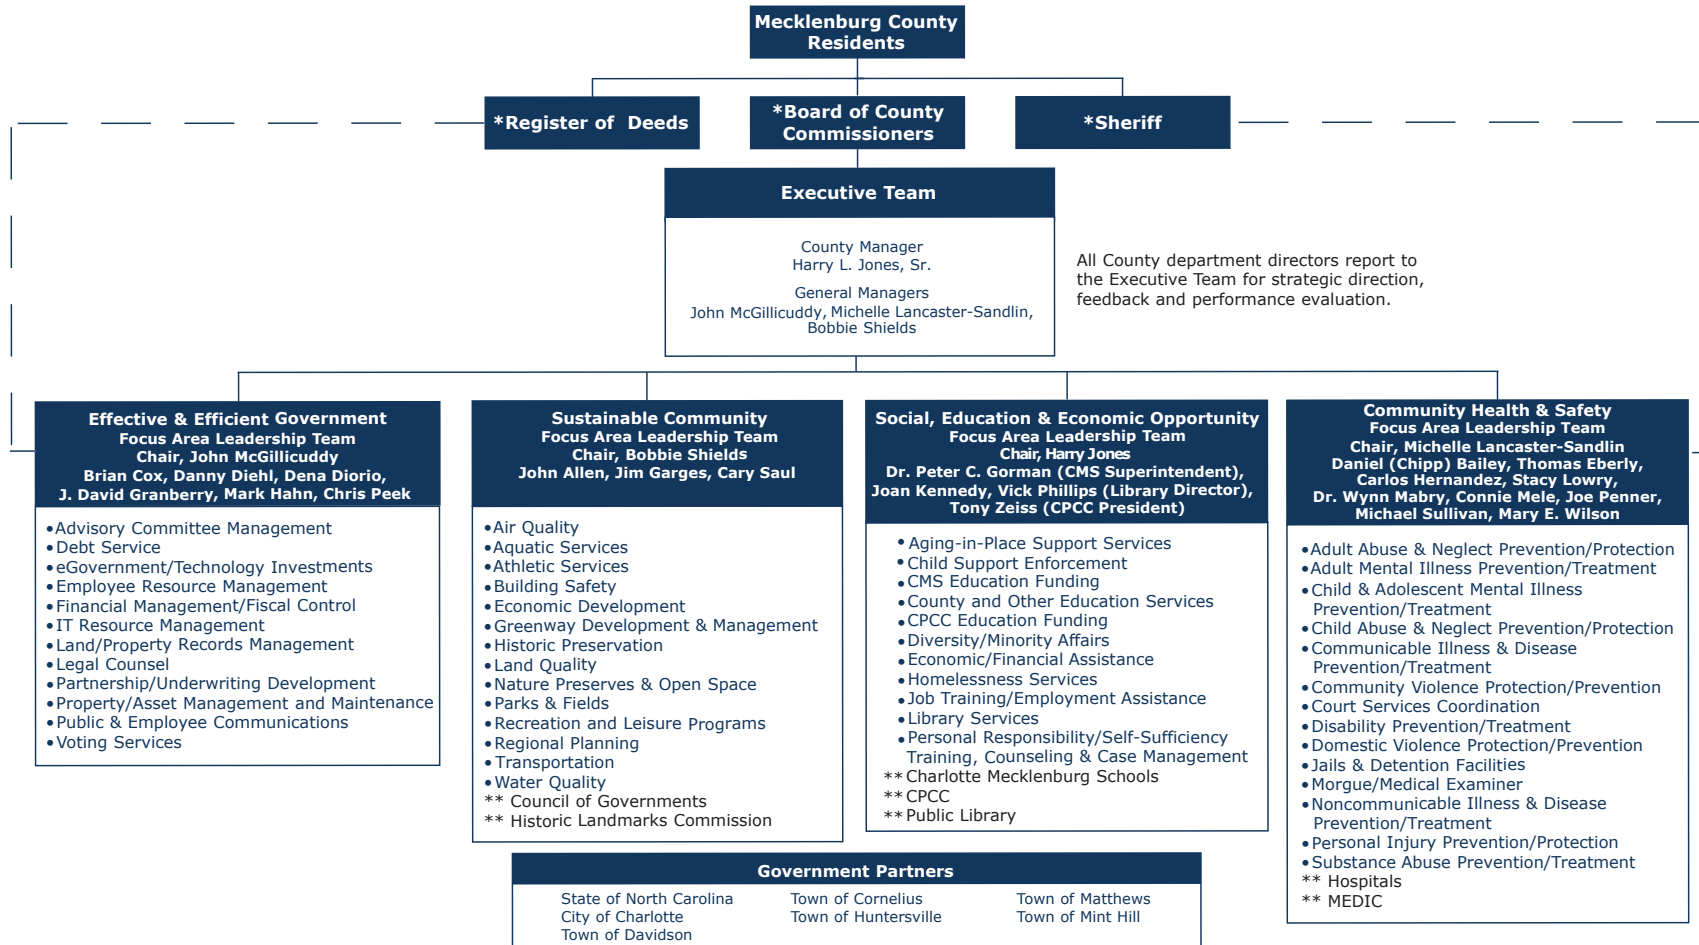 Mecklenburg County
Residents
*Register of Deeds
*Board of County
Commissioners
*Sheriff
Executive Team
County Manager
Harry L. Jones, Sr.
General Managers
John McGillicuddy, Michelle Lancaster-Sandlin,
Bobbie Shields
All County department directors report to
the Executive Team for strategic direction,
feedback and performance evaluation.
Effective & Efficient Government
Focus Area Leadership Team
Chair, John McGillicuddy
Brian Cox, Danny Diehl, Dena Diorio,
J. David Granberry, Mark Hahn, Chris Peek
•Advisory Committee Management
•Debt Service
•eGovernment/Technology Investments
•Employee Resource Management
•Financial Management/Fiscal Control
•IT Resource Management
•Land/Property Records Management
•Legal Counsel
•Partnership/Underwriting Development
•Property/Asset Management and Maintenance
•Public & Employee Communications
•Voting Services
Sustainable Community
Focus Area Leadership Team
Chair, Bobbie Shields
John Allen, Jim Garges, Cary Saul
•Air Quality
•Aquatic Services
•Athletic Services
•Building Safety
•Economic Development
•Greenway Development & Management
•Historic Preservation
•Land Quality
•Nature Preserves & Open Space
•Parks & Fields
•Recreation and Leisure Programs
•Regional Planning
•Transportation
•Water Quality
** Council of Governments
** Historic Landmarks Commission
Social, Education & Economic Opportunity
Focus Area Leadership Team
Chair, Harry Jones
Dr. Peter C. Gorman (CMS Superintendent),
Joan Kennedy, Vick Phillips (Library Director),
Tony Zeiss (CPCC President)
•Aging-in-Place Support Services
•Child Support Enforcement
•CMS Education Funding
•County and Other Education Services
•CPCC Education Funding
•Diversity/Minority Affairs
•Economic/Financial Assistance
•Homelessness Services
•Job Training/Employment Assistance
•Library Services
•Personal Responsibility/Self-Sufficiency
Training, Counseling & Case Management
**Charlotte Mecklenburg Schools
**CPCC
**Public Library
Community Health & Safety
Focus Area Leadership Team
Chair, Michelle Lancaster-Sandlin
Daniel (Chipp) Bailey, Thomas Eberly,
Carlos Hernandez, Stacy Lowry,
Dr. Wynn Mabry, Connie Mele, Joe Penner,
Michael Sullivan, Mary E. Wilson
•Adult Abuse & Neglect Prevention/Protection
•Adult Mental Illness Prevention/Treatment
•Child & Adolescent Mental Illness
Prevention/Treatment
•Child Abuse & Neglect Prevention/Protection
•Communicable Illness & Disease
Prevention/Treatment
•Community Violence Protection/Prevention
•Court Services Coordination
•Disability Prevention/Treatment
•Domestic Violence Protection/Prevention
•Jails & Detention Facilities
•Morgue/Medical Examiner
•Noncommunicable Illness & Disease
Prevention/Treatment
•Personal Injury Prevention/Protection
•Substance Abuse Prevention/Treatment
** Hospitals
** MEDIC
Government Partners
State of North Carolina
City of Charlotte
Town of Davidson
Town of Cornelius
Town of Huntersville
Town of Matthews
Town of Mint Hill